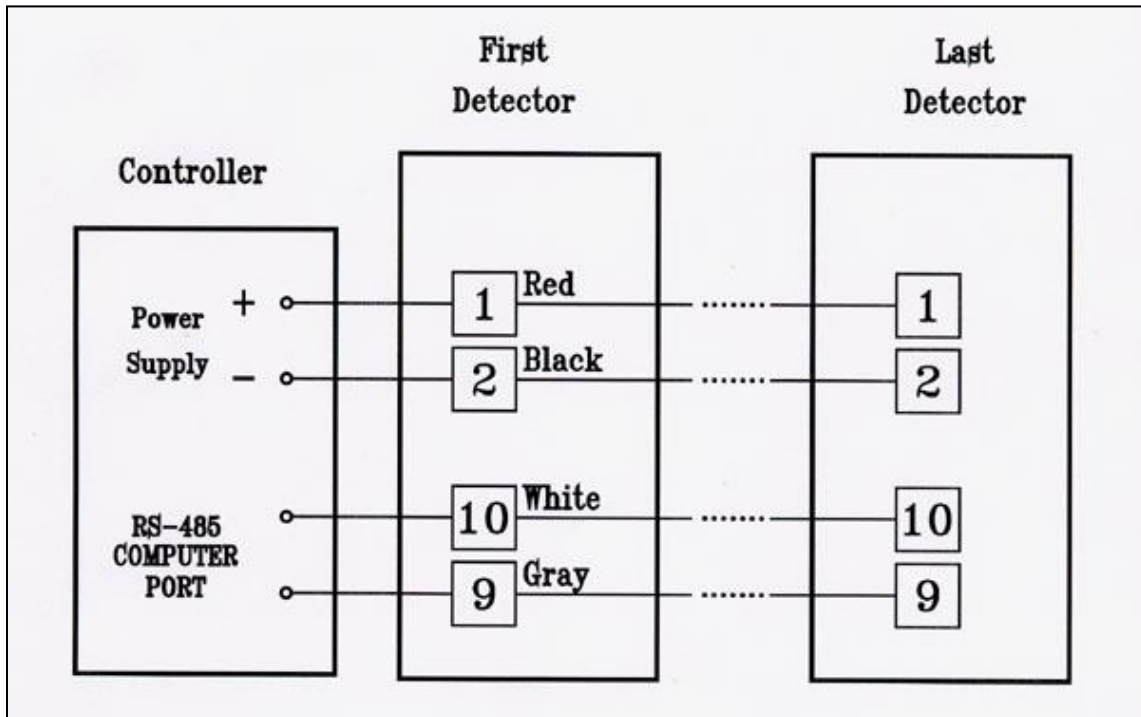 First
Detector
Last
Detector
Controller
Power
Supply
+
−
RS-485
COMPUTER
PORT
1 Red
2 Black
10 White
9 Gray
1
2
10
9